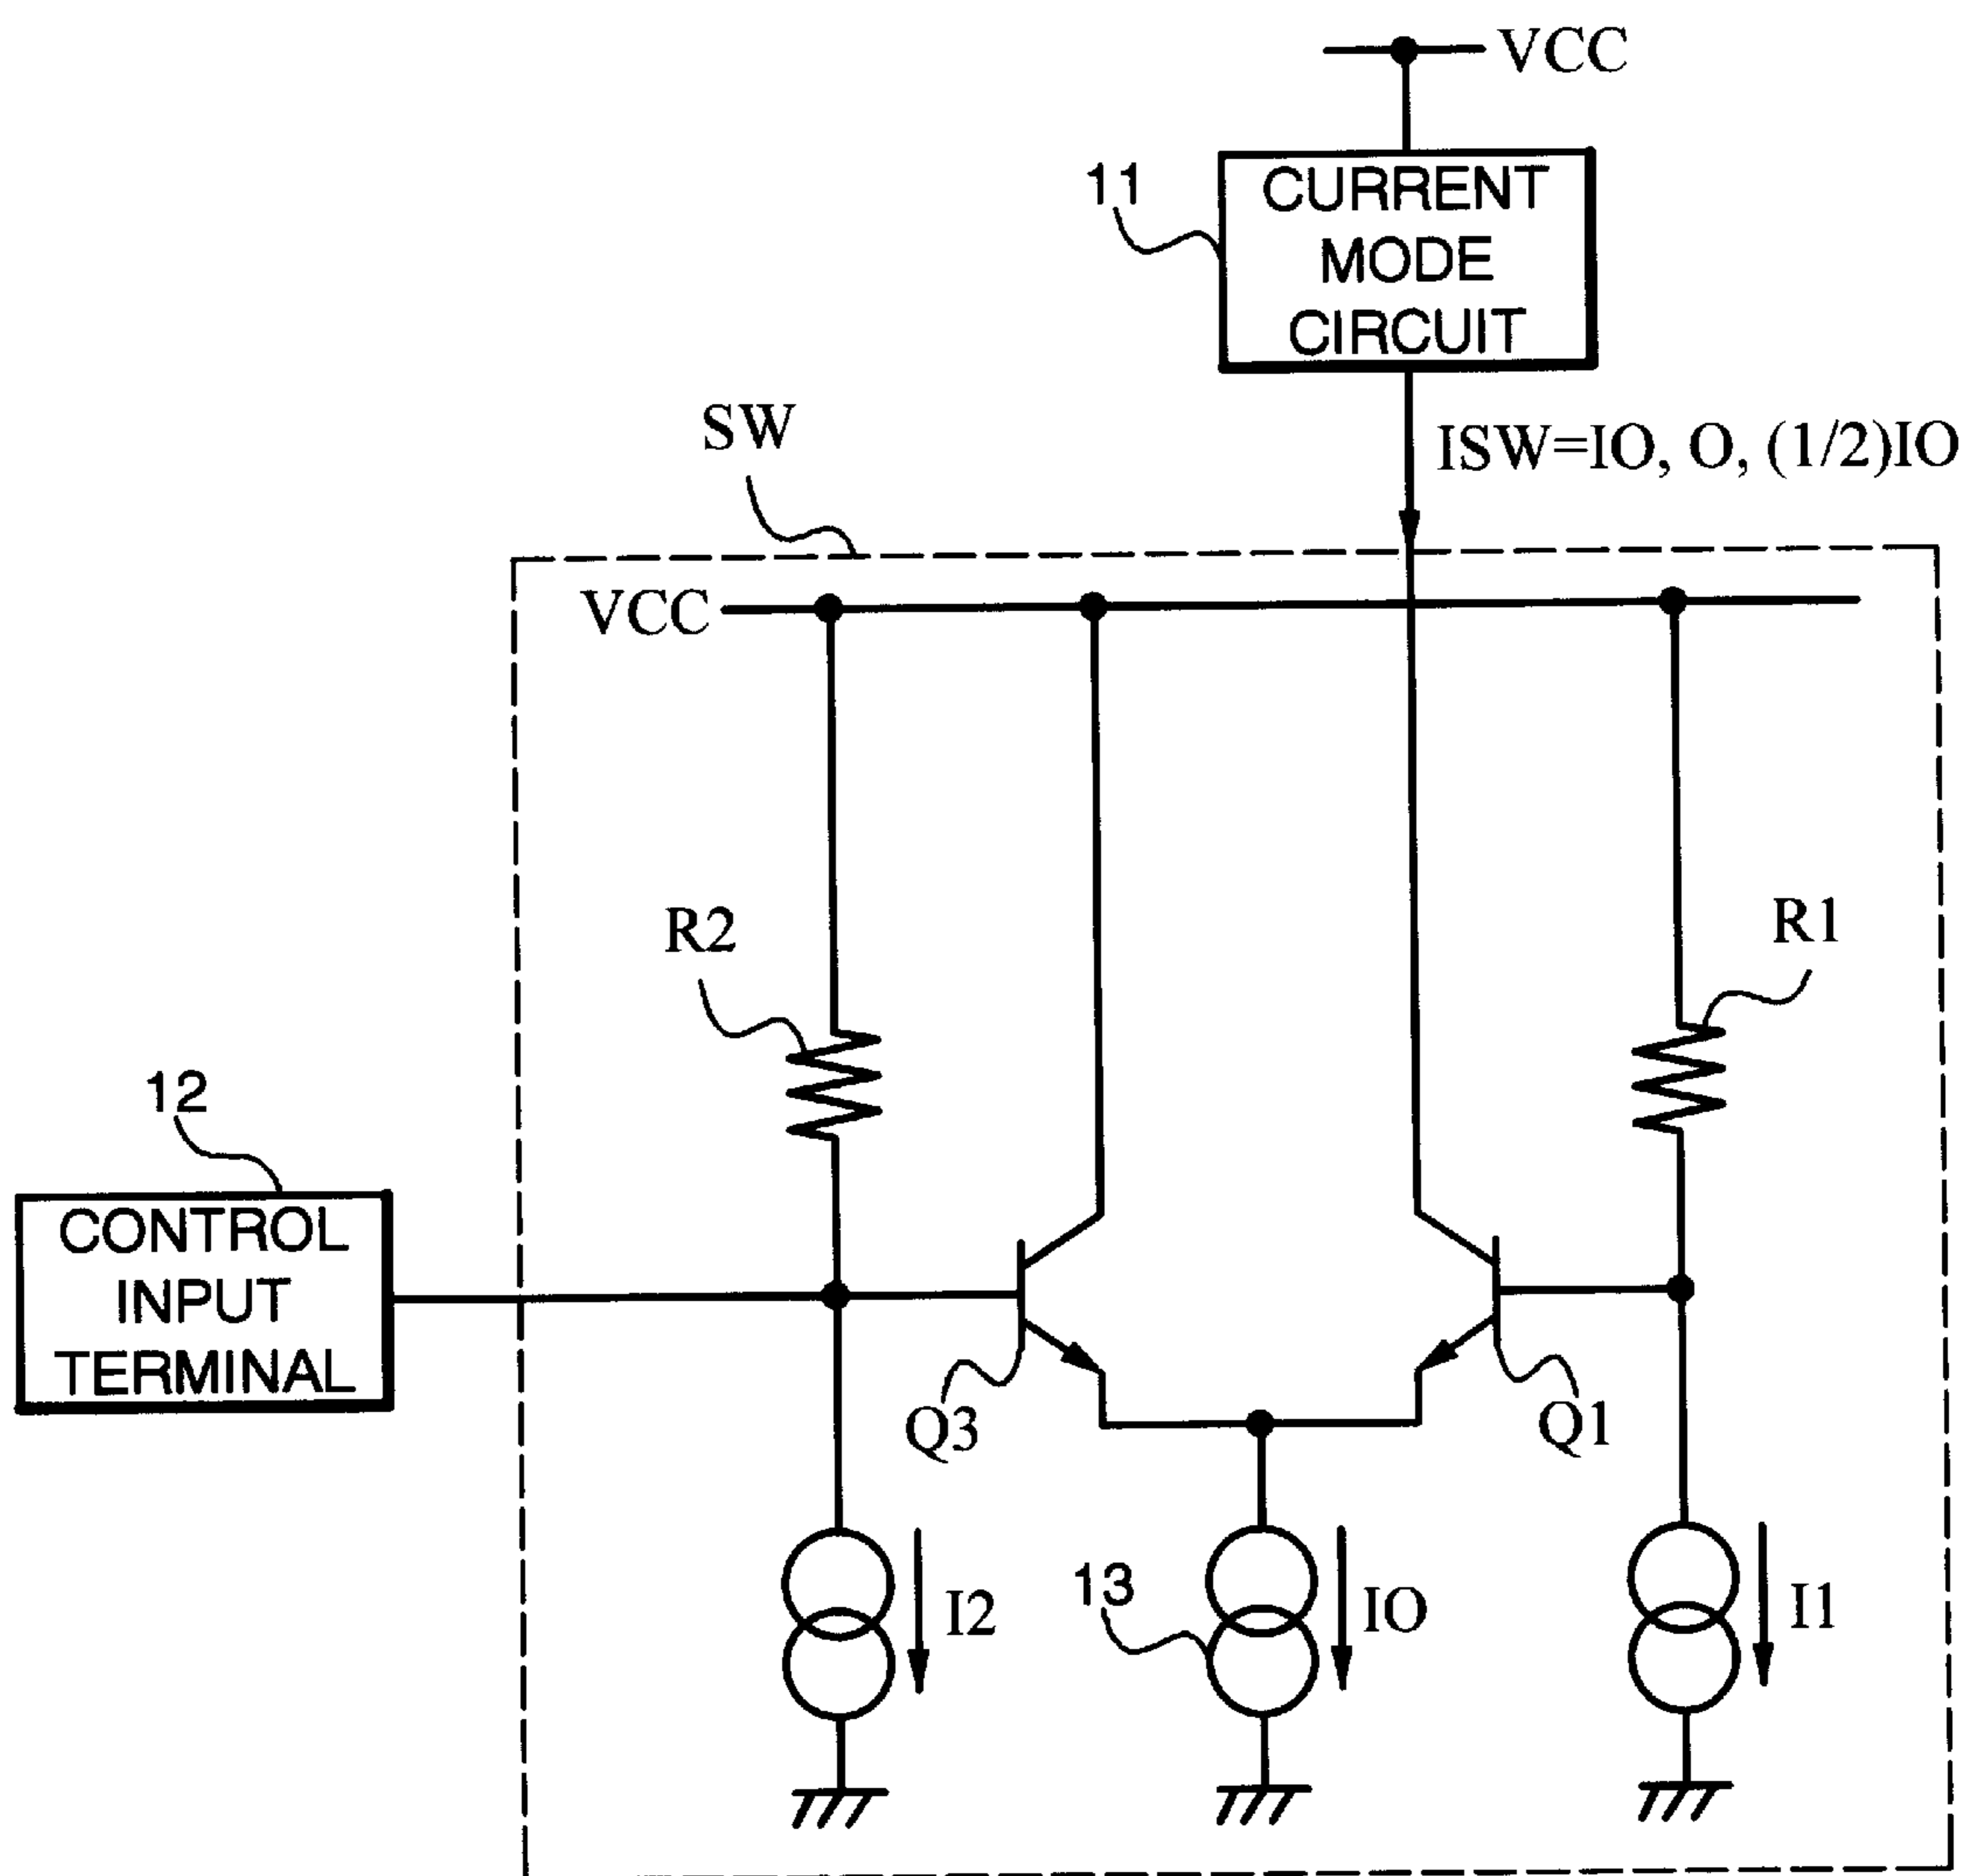 VCC
11
CURRENT
MODE
CIRCUIT
SW
ISW=IO, O, (1/2)IO
VCC
R2
R1
12
CONTROL
INPUT
TERMINAL
Q3
Q1
I2
13
IO
I1